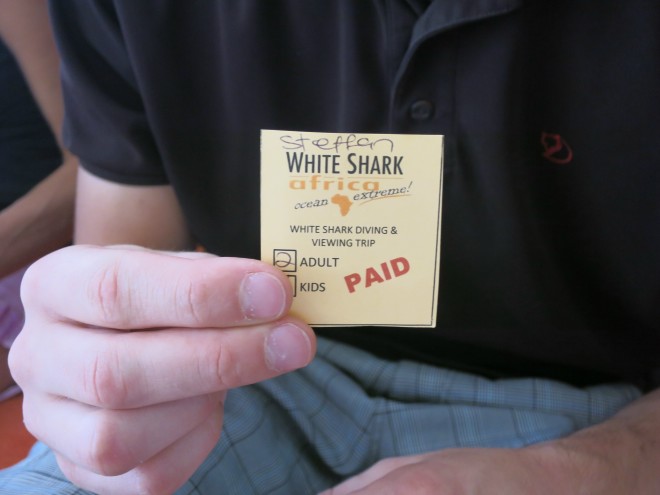 Steffan
WHITE SHARK
africa
ocean extreme!
WHITE SHARK DIVING &
VIEWING TRIP
2 ADULT
KIDS
PAID